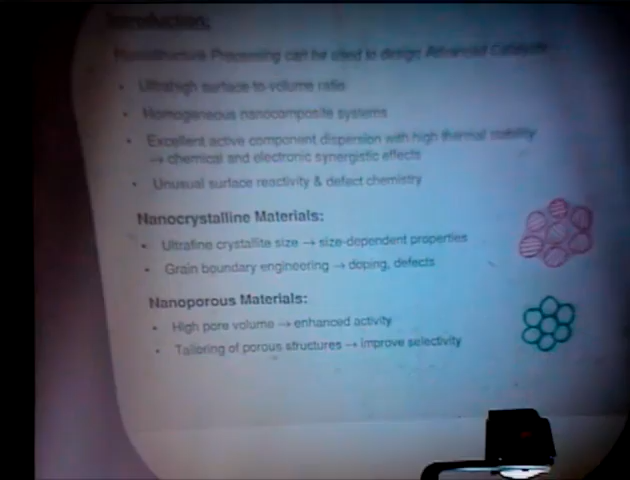 Introduction:
Nanostructure Processing can be used to design Advanced Catalysts
• Ultrahigh surface-to-volume ratio
• Homogeneous nanocomposite systems
• Excellent active component dispersion with high thermal stability
→ chemical and electronic synergistic effects
• Unusual surface reactivity & defect chemistry
Nanocrystalline Materials:
• Ultrafine crystallite size → size-dependent properties
• Grain boundary engineering → doping, defects
Nanoporous Materials:
• High pore volume → enhanced activity
• Tailoring of porous structures → improve selectivity